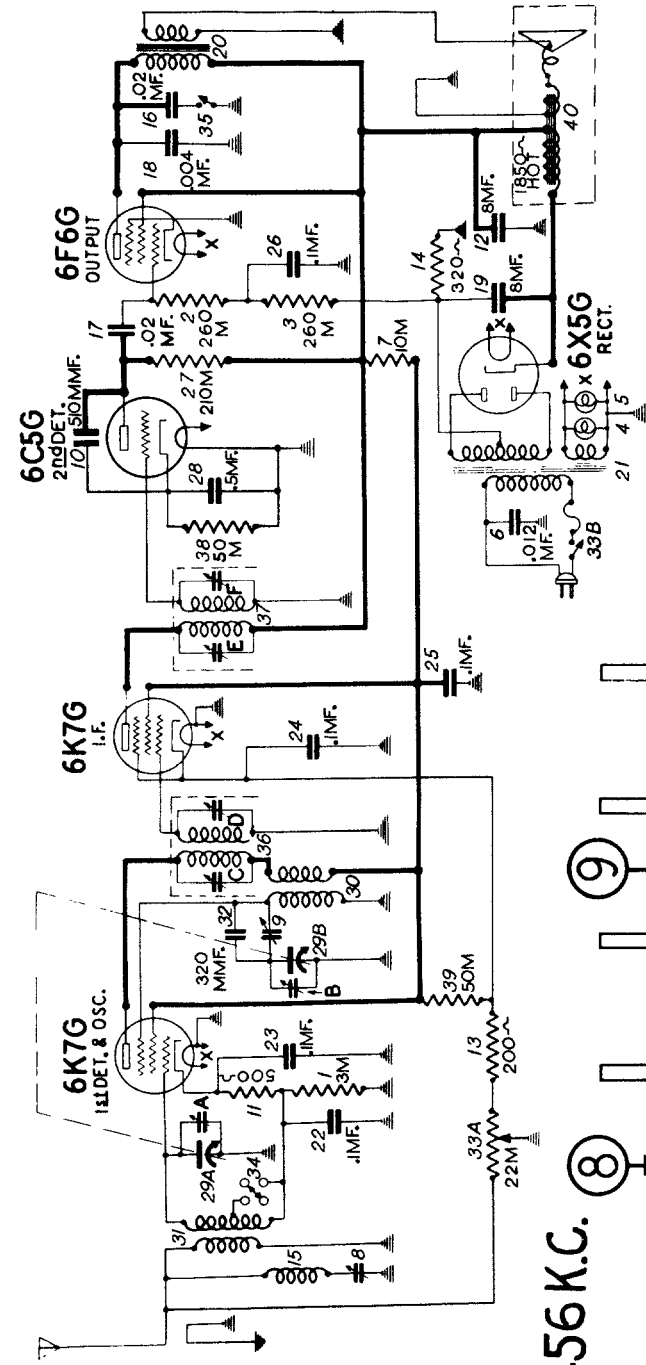 6K7G
1st DET. & OSC.
6K7G
I.F.
6C5G
2nd DET.
6F6G
OUTPUT
10
510MMF.
17
.02
MF.
18
.004
MF.
16
.02
MF.
35
20
31
15
8
34
29A
A
X
11
500~
23
.1MF.
22
.1MF.
1
3M
32
320
MMF.
9
29B
B
30
C
D
36
X
24
.1MF.
E
F
37
38
50
M
28
.5MF.
27
210M
2
260
M
3
260
M
X
26
.1MF.
7
10M
25
.1MF.
39
50M
13
200~
33A
22M
14
320~
19
8MF.
12
8MF.
1850~
HOT
40
6
.012
MF.
33B
21
4
5
X
X
6X5G
RECT.
56 K.C.
8
9